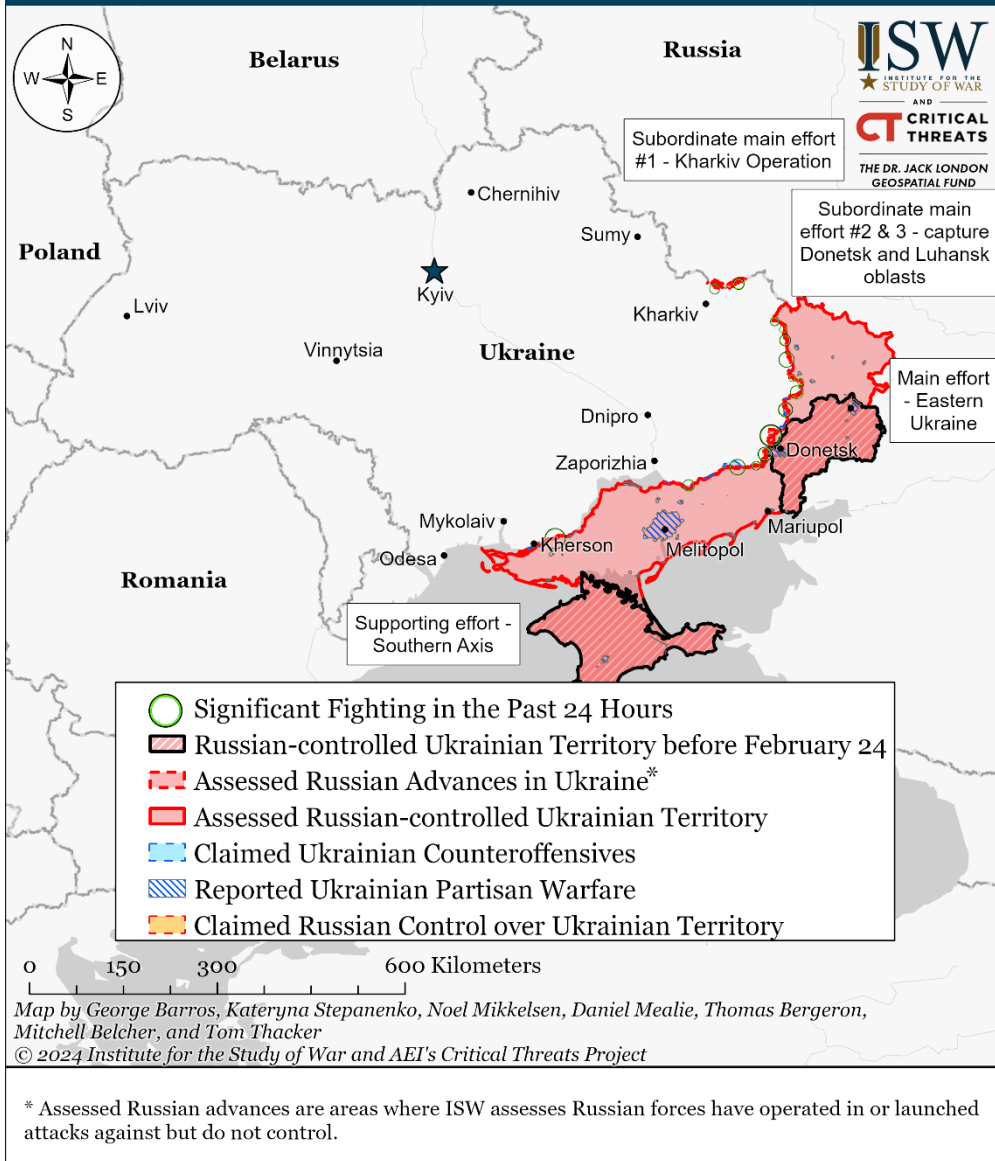 N
W E
S
Belarus
Russia
ISW
INSTITUTE FOR THE
STUDY OF WAR
AND
CT CRITICAL
THREATS
THE DR. JACK LONDON
GEOSPATIAL FUND
Subordinate main effort
#1 - Kharkiv Operation
Subordinate main
effort #2 & 3 - capture
Donetsk and Luhansk
oblasts
Chernihiv
Sumy
Poland
Kyiv
Lviv
Kharkiv
Vinnytsia
Ukraine
Main effort
- Eastern
Ukraine
Dnipro
Donetsk
Zaporizhia
Mykolaiv
Mariupol
Kherson
Odesa
Melitopol
Romania
Supporting effort -
Southern Axis
Significant Fighting in the Past 24 Hours
Russian-controlled Ukrainian Territory before February 24
Assessed Russian Advances in Ukraine*
Assessed Russian-controlled Ukrainian Territory
Claimed Ukrainian Counteroffensives
Reported Ukrainian Partisan Warfare
Claimed Russian Control over Ukrainian Territory
0 150 300 600 Kilometers
Map by George Barros, Kateryna Stepanenko, Noel Mikkelsen, Daniel Mealie, Thomas Bergeron,
Mitchell Belcher, and Tom Thacker
© 2024 Institute for the Study of War and AEI's Critical Threats Project
* Assessed Russian advances are areas where ISW assesses Russian forces have operated in or launched
attacks against but do not control.